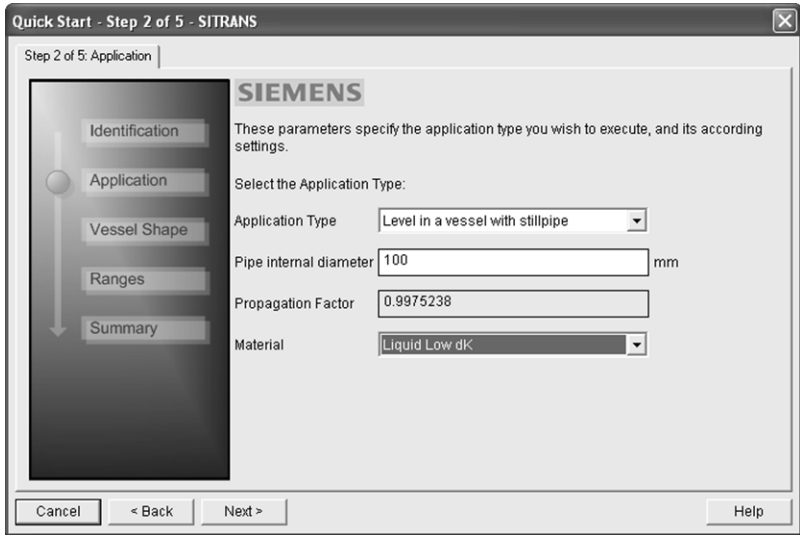 Quick Start - Step 2 of 5 - SITRANS
Step 2 of 5: Application
Identification
Application
Vessel Shape
Ranges
Summary
SIEMENS
These parameters specify the application type you wish to execute, and its according
settings.
Select the Application Type:
Application Type Level in a vessel with stillpipe
Pipe internal diameter 100 mm
Propagation Factor 0.9975238
Material Liquid Low dK
Cancel < Back Next > Help